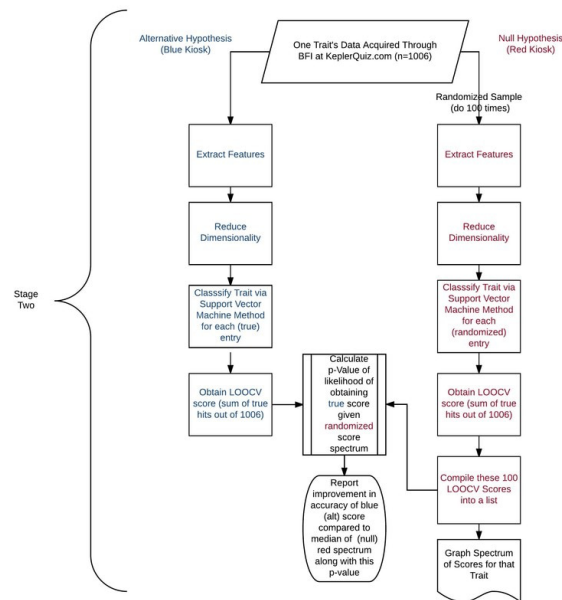 Alternative Hypothesis
(Blue Kiosk)
One Trait's Data Acquired Through
BFI at KeplerQuiz.com (n=1006)
Null Hypothesis
(Red Kiosk)
Randomized Sample
(do 100 times)
Extract Features
Extract Features
Reduce
Dimensionality
Reduce
Dimensionality
Stage
Two
Classsify Trait via
Support Vector
Machine Method
for each (true)
entry
Classsify Trait via
Support Vector
Machine Method
for each
(randomized)
entry
Obtain LOOCV
score (sum of true
hits out of 1006)
Calculate
p-Value of
likelihood of
obtaining
true score
given
randomized
score
spectrum
Obtain LOOCV
score (sum of true
hits out of 1006)
Compile these 100
LOOCV Scores
into a list
Report
improvement in
accuracy of blue
(alt) score
compared to
median of (null)
red spectrum
along with this
p-value
Graph Spectrum
of Scores for that
Trait